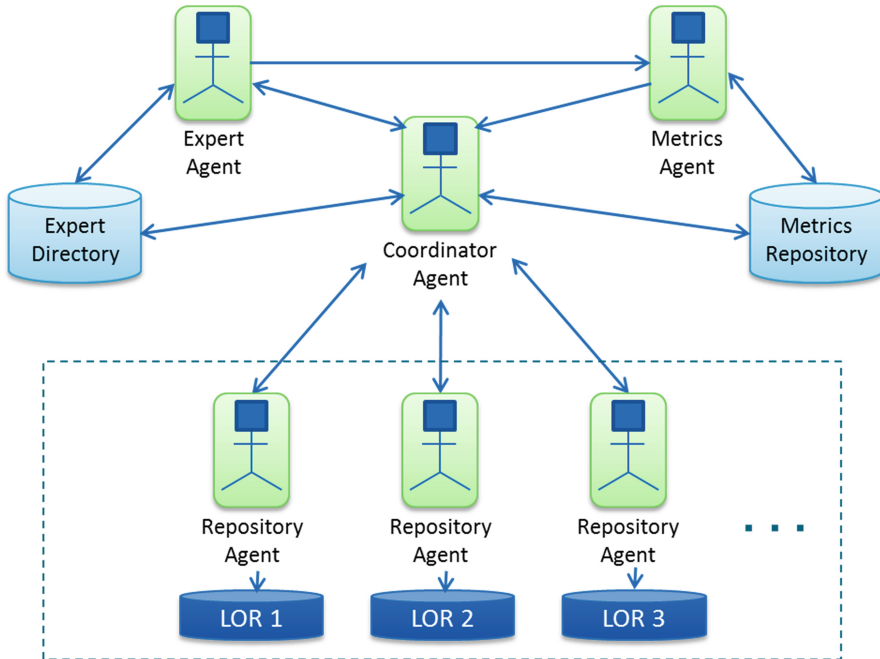 Expert
Agent
Metrics
Agent
Expert
Directory
Coordinator
Agent
Metrics
Repository
Repository
Agent
Repository
Agent
Repository
Agent
. . .
LOR 1
LOR 2
LOR 3